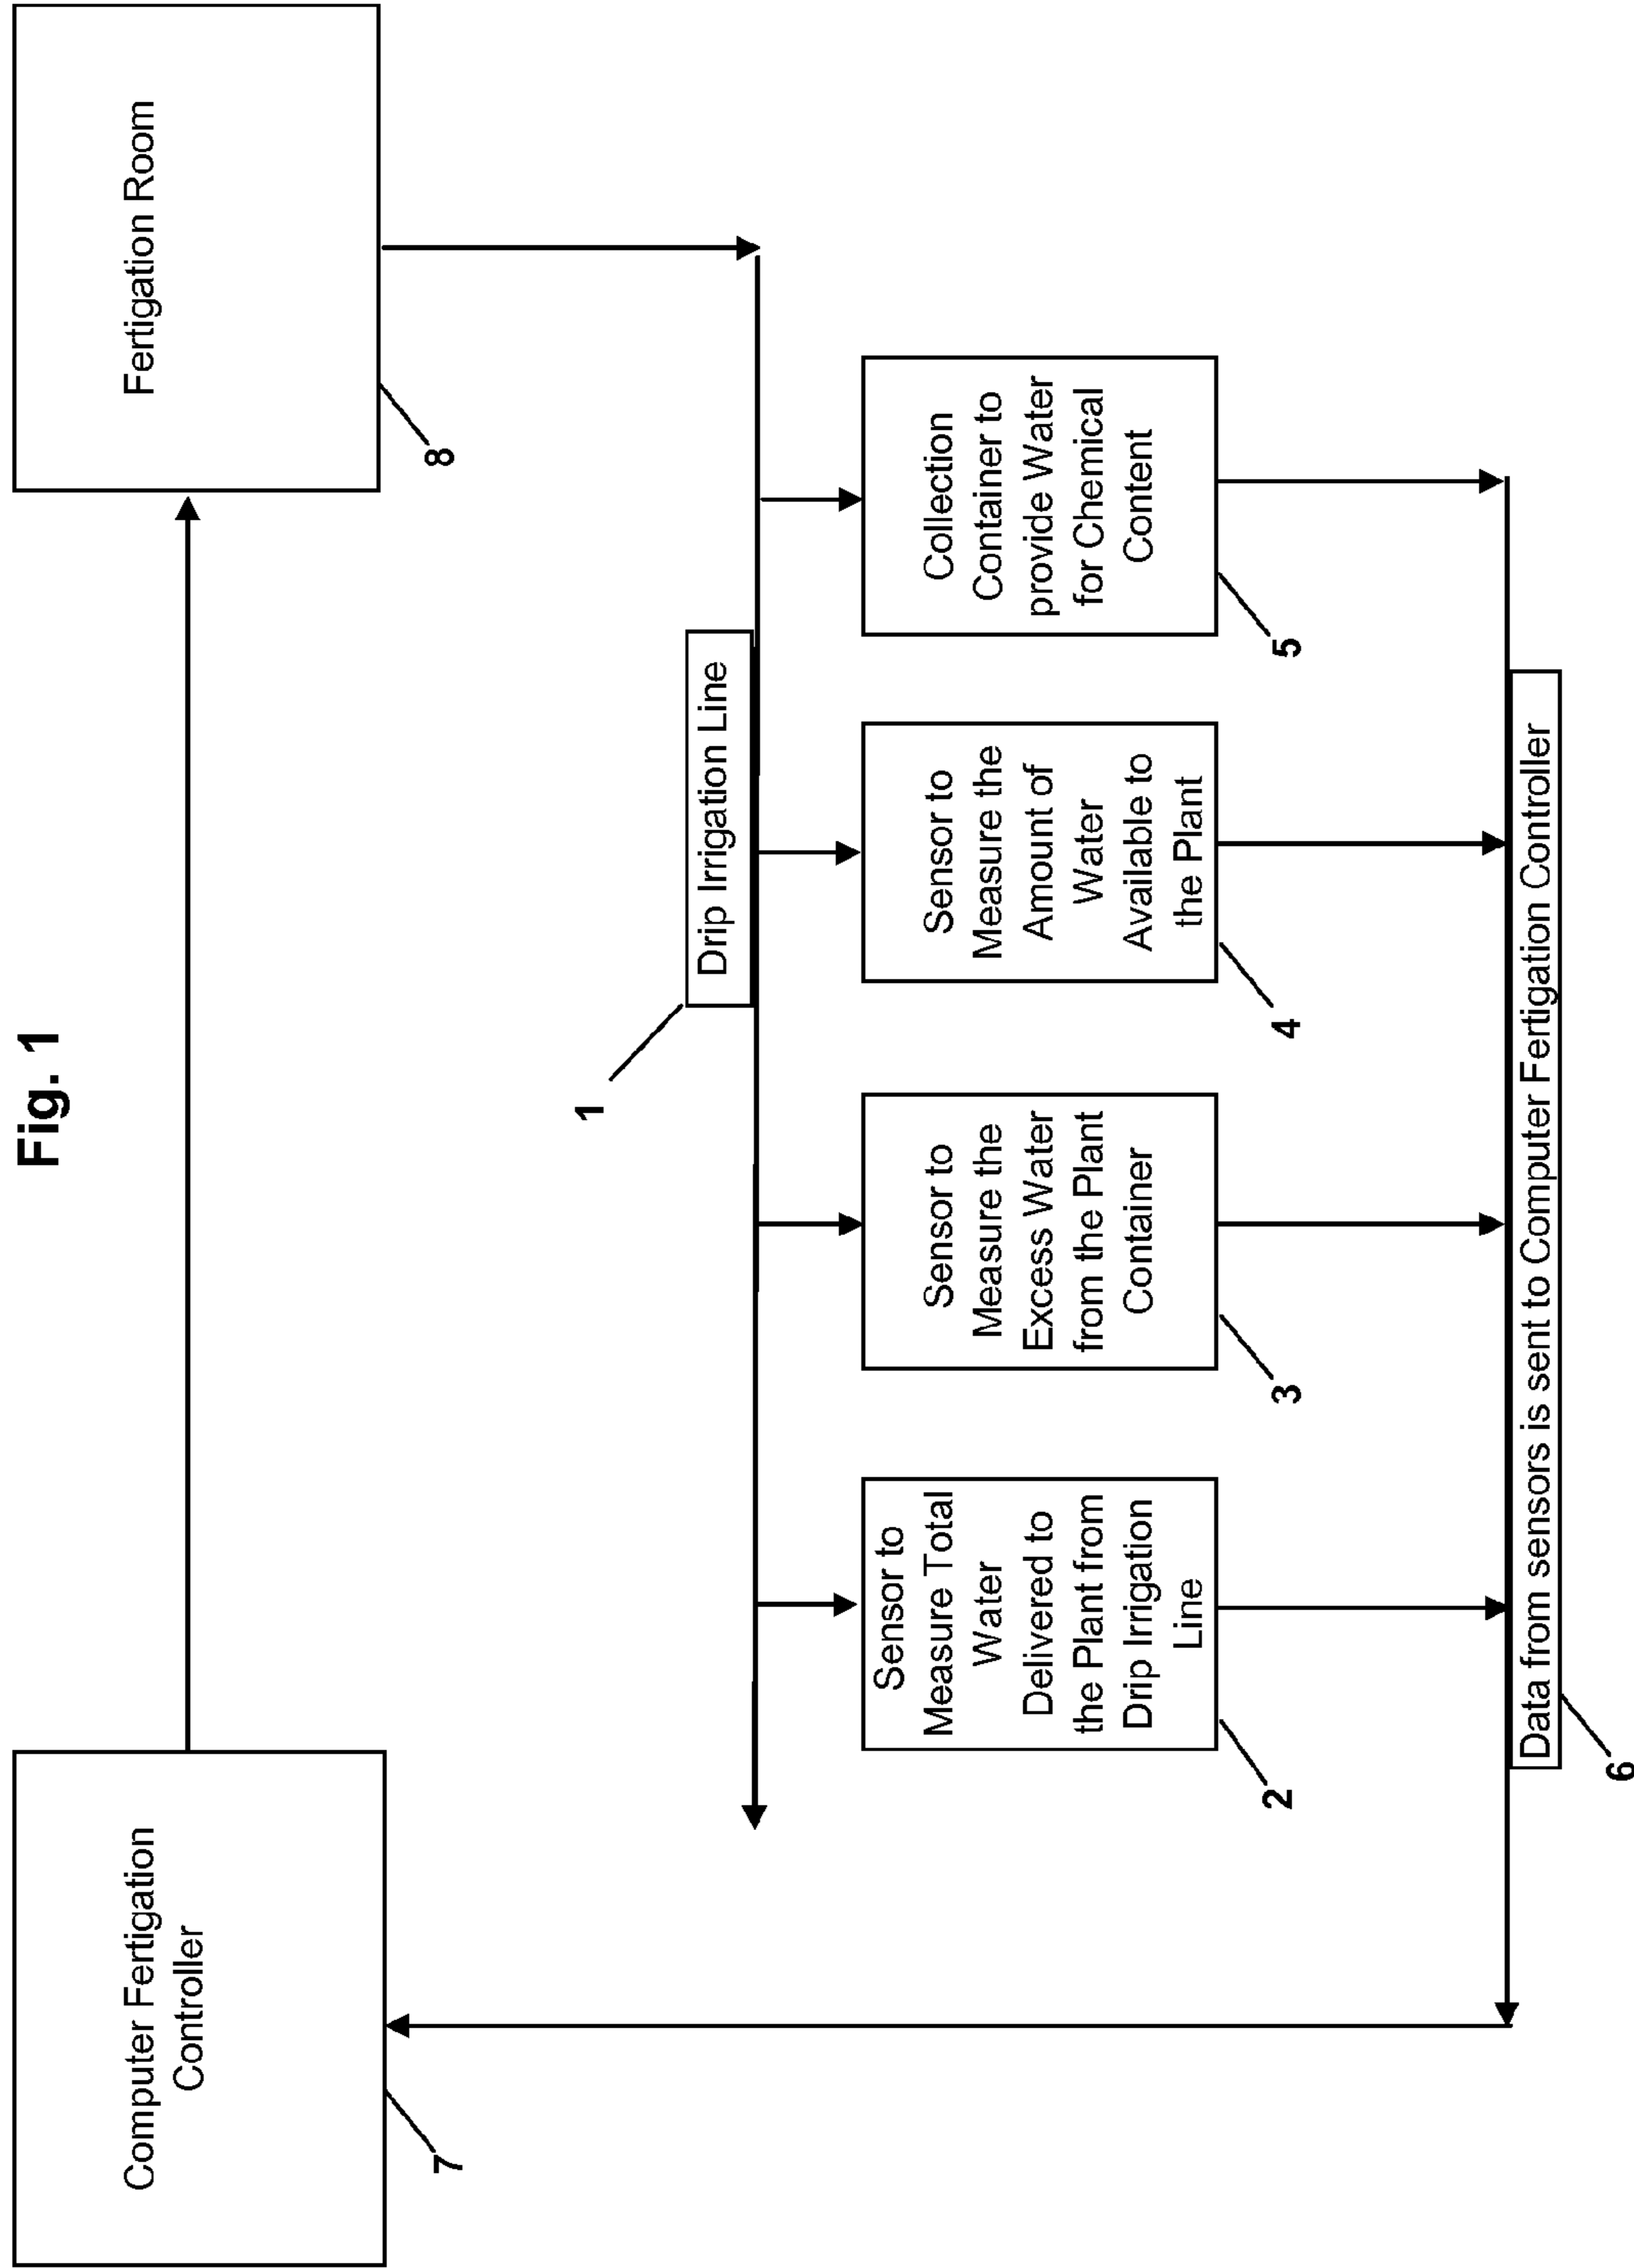 Fig. 1
Computer Fertigation
Controller
7
Fertigation Room
8
Drip Irrigation Line
1
Sensor to
Measure Total
Water
Delivered to
the Plant from
Drip Irrigation
Line
2
Sensor to
Measure the
Excess Water
from the Plant
Container
3
Sensor to
Measure the
Amount of
Water
Available to
the Plant
4
Collection
Container to
provide Water
for Chemical
Content
5
Data from sensors is sent to Computer Fertigation Controller
6